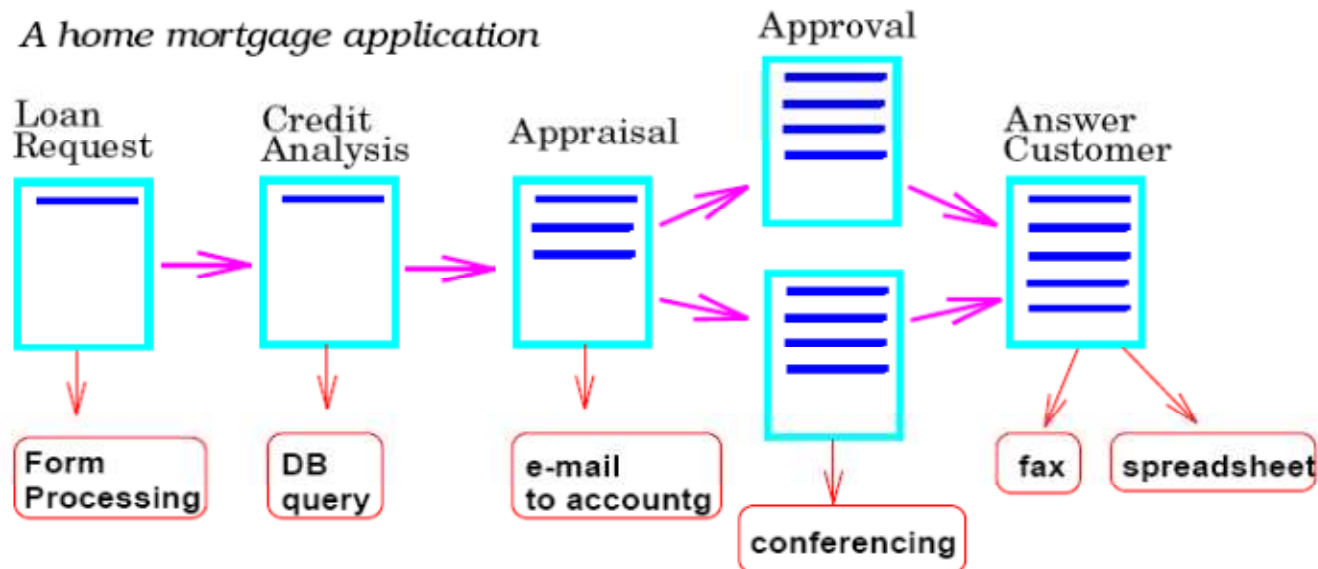 A home mortgage application
Loan
Request
Credit
Analysis
Appraisal
Approval
Answer
Customer
Form
Processing
DB
query
e-mail
to accountg
conferencing
fax
spreadsheet